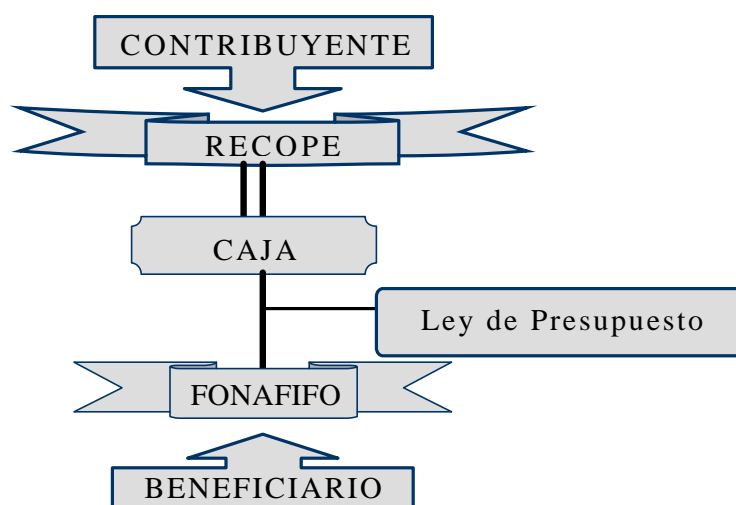 CONTRIBUYENTE
RECOPE
CAJA
Ley de Presupuesto
FONAFIFO
BENEFICIARIO